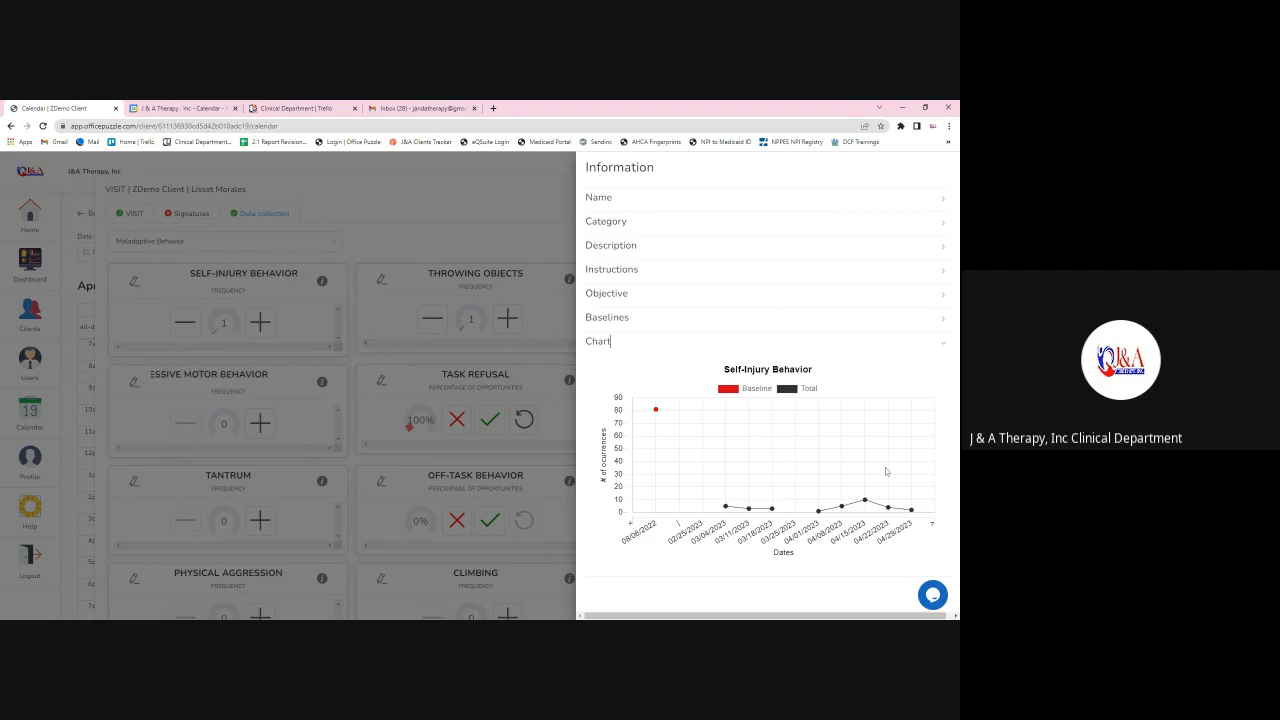 Calendar | ZDemo Client
J & A Therapy , Inc - Calendar -
Clinical Department | Trello
Inbox (28) - jandatherapy@gm
app.officepuzzle.com/client/611136930cd5d42b010adc19/calendar
Apps
Gmail
Mail
Home | Trello
Clinical Department...
2.1 Report Revision...
Login | Office Puzzle
J&A Clients Tracker
eQSuite Login
Medicaid Portal
Sendinc
AHCA Fingerprints
NPI to Medicaid ID
NPPES NPI Registry
DCF Trainings
J&A Therapy, Inc
Home
Dashboard
Clients
Users
19
Calendar
Profile
Help
Logout
VISIT | ZDemo Client | Lisset Morales
VISIT
Signatures
Data collection
Maladaptive Behavior
all-d
SELF-INJURY BEHAVIOR
FREQUENCY
1
THROWING OBJECTS
FREQUENCY
1
ESSIVE MOTOR BEHAVIOR
FREQUENCY
0
TASK REFUSAL
PERCENTAGE OF OPPORTUNITIES
100%
TANTRUM
FREQUENCY
0
OFF-TASK BEHAVIOR
PERCENTAGE OF OPPORTUNITIES
0%
PHYSICAL AGGRESSION
FREQUENCY
0
CLIMBING
FREQUENCY
0
Information
Name
Category
Description
Instructions
Objective
Baselines
Chart
Self-Injury Behavior
Baseline
Total
90
80
70
60
50
40
30
20
10
0
# of ocurrences
08/06/2022
02/25/2023
03/04/2023
03/11/2023
03/18/2023
03/25/2023
04/01/2023
04/08/2023
04/15/2023
04/22/2023
04/29/2023
Dates
J&A
J & A Therapy, Inc Clinical Department